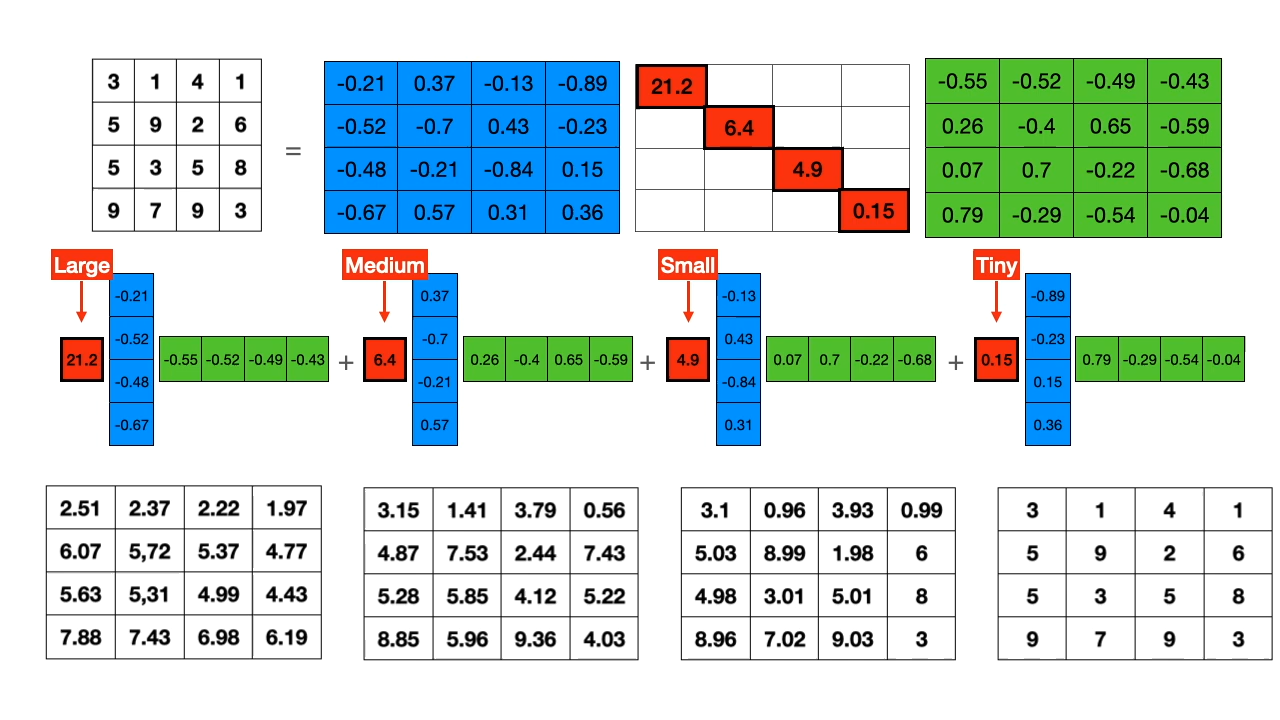 3 1 4 1 -0.21 0.37 -0.13 -0.89 21.2 -0.55 -0.52 -0.49 -0.43
5 9 2 6 -0.52 -0.7 0.43 -0.23 6.4 0.26 -0.4 0.65 -0.59
=
5 3 5 8 -0.48 -0.21 -0.84 0.15 4.9 0.07 0.7 -0.22 -0.68
9 7 9 3 -0.67 0.57 0.31 0.36 0.15 0.79 -0.29 -0.54 -0.04
Large Medium Small Tiny
-0.21 0.37 -0.13 -0.89
-0.52 -0.7 0.43 -0.23
21.2 -0.55 -0.52 -0.49 -0.43 + 6.4 0.26 -0.4 0.65 -0.59 + 4.9 0.07 0.7 -0.22 -0.68 + 0.15 0.79 -0.29 -0.54 -0.04
-0.48 -0.21 -0.84 0.15
-0.67 0.57 0.31 0.36
2.51 2.37 2.22 1.97 3.15 1.41 3.79 0.56 3.1 0.96 3.93 0.99 3 1 4 1
6.07 5,72 5.37 4.77 4.87 7.53 2.44 7.43 5.03 8.99 1.98 6 5 9 2 6
5.63 5,31 4.99 4.43 5.28 5.85 4.12 5.22 4.98 3.01 5.01 8 5 3 5 8
7.88 7.43 6.98 6.19 8.85 5.96 9.36 4.03 8.96 7.02 9.03 3 9 7 9 3